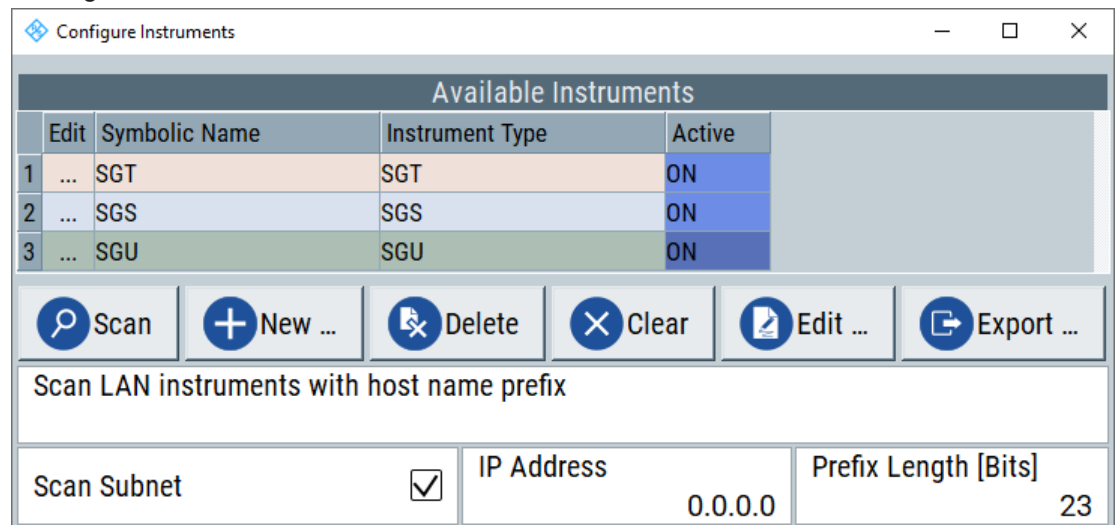 Configure Instruments
Available Instruments
Edit Symbolic Name Instrument Type Active
1 ... SGT SGT ON
2 ... SGS SGS ON
3 ... SGU SGU ON
Scan New ... Delete Clear Edit ... Export ...
Scan LAN instruments with host name prefix
Scan Subnet IP Address 0.0.0.0 Prefix Length [Bits] 23